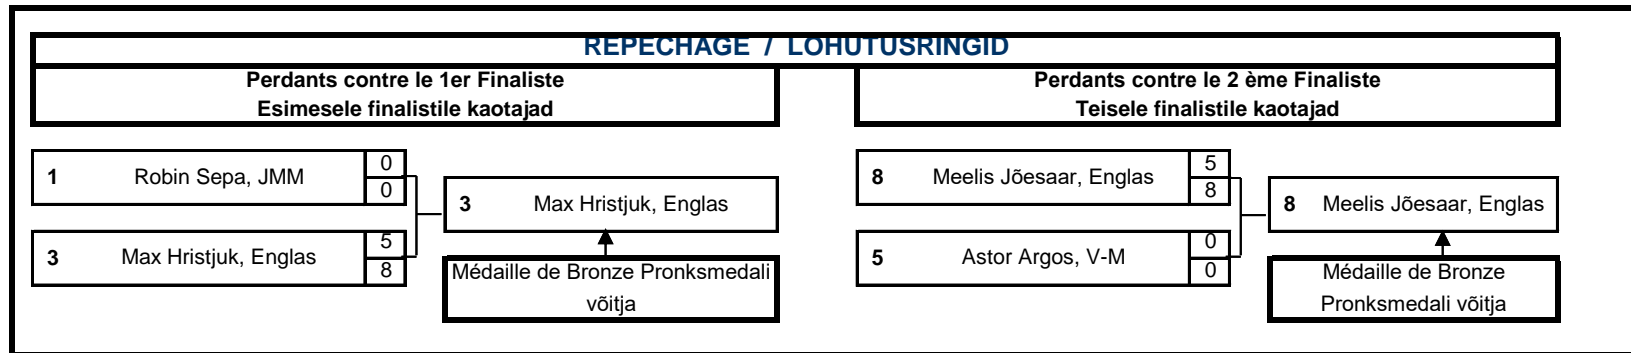 REPECHAGE / LOHUTUSRINGID
Perdants contre le 1er Finaliste
Esimesele finalistile kaotajad
Perdants contre le 2 ème Finaliste
Teisele finalistile kaotajad
1 Robin Sepa, JMM 0
0
3 Max Hristjuk, Englas
3 Max Hristjuk, Englas 5
8
Médaille de Bronze Pronksmedali
võitja
8 Meelis Jõesaar, Englas 5
8
8 Meelis Jõesaar, Englas
5 Astor Argos, V-M 0
0
Médaille de Bronze
Pronksmedali võitja